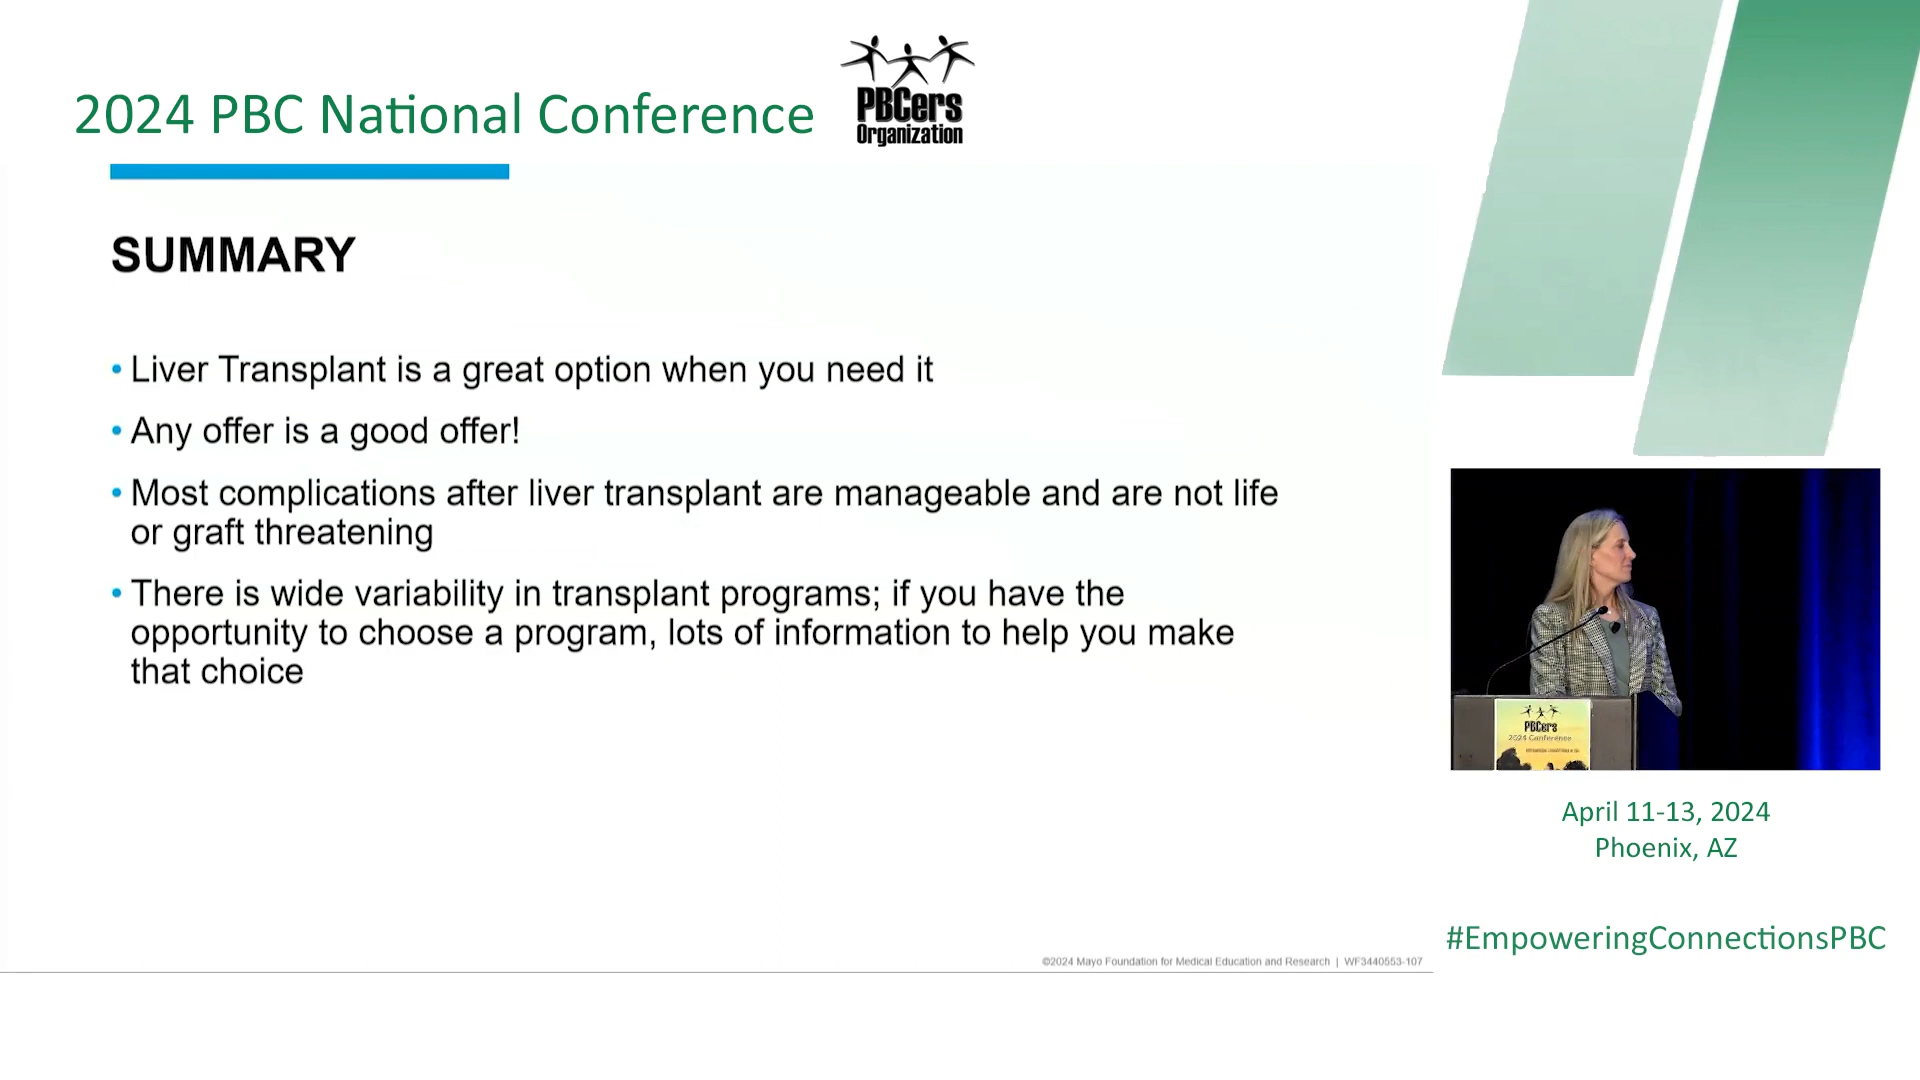 2024 PBC National Conference
PBCers
Organization
SUMMARY
• Liver Transplant is a great option when you need it
• Any offer is a good offer!
• Most complications after liver transplant are manageable and are not life
or graft threatening
• There is wide variability in transplant programs; if you have the
opportunity to choose a program, lots of information to help you make
that choice
PBCers
2024 Conference
April 11-13, 2024
Phoenix, AZ
#EmpoweringConnectionsPBC
©2024 Mayo Foundation for Medical Education and Research | WF3440553-107